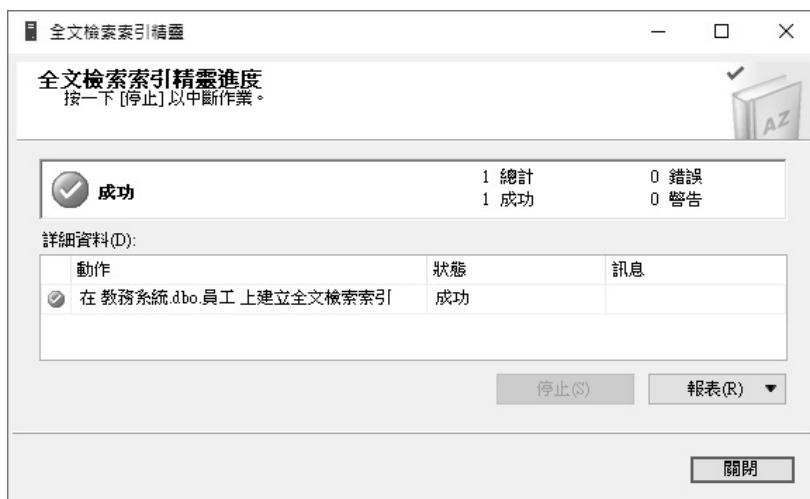 全文檢索索引精靈
全文檢索索引精靈進度
按一下 [停止] 以中斷作業。
AZ
成功
1 總計
0 錯誤
1 成功
0 警告
詳細資料(D):
動作 狀態 訊息
在 教務系統.dbo.員工 上建立全文檢索索引 成功
停止(S) 報表(R)
關閉